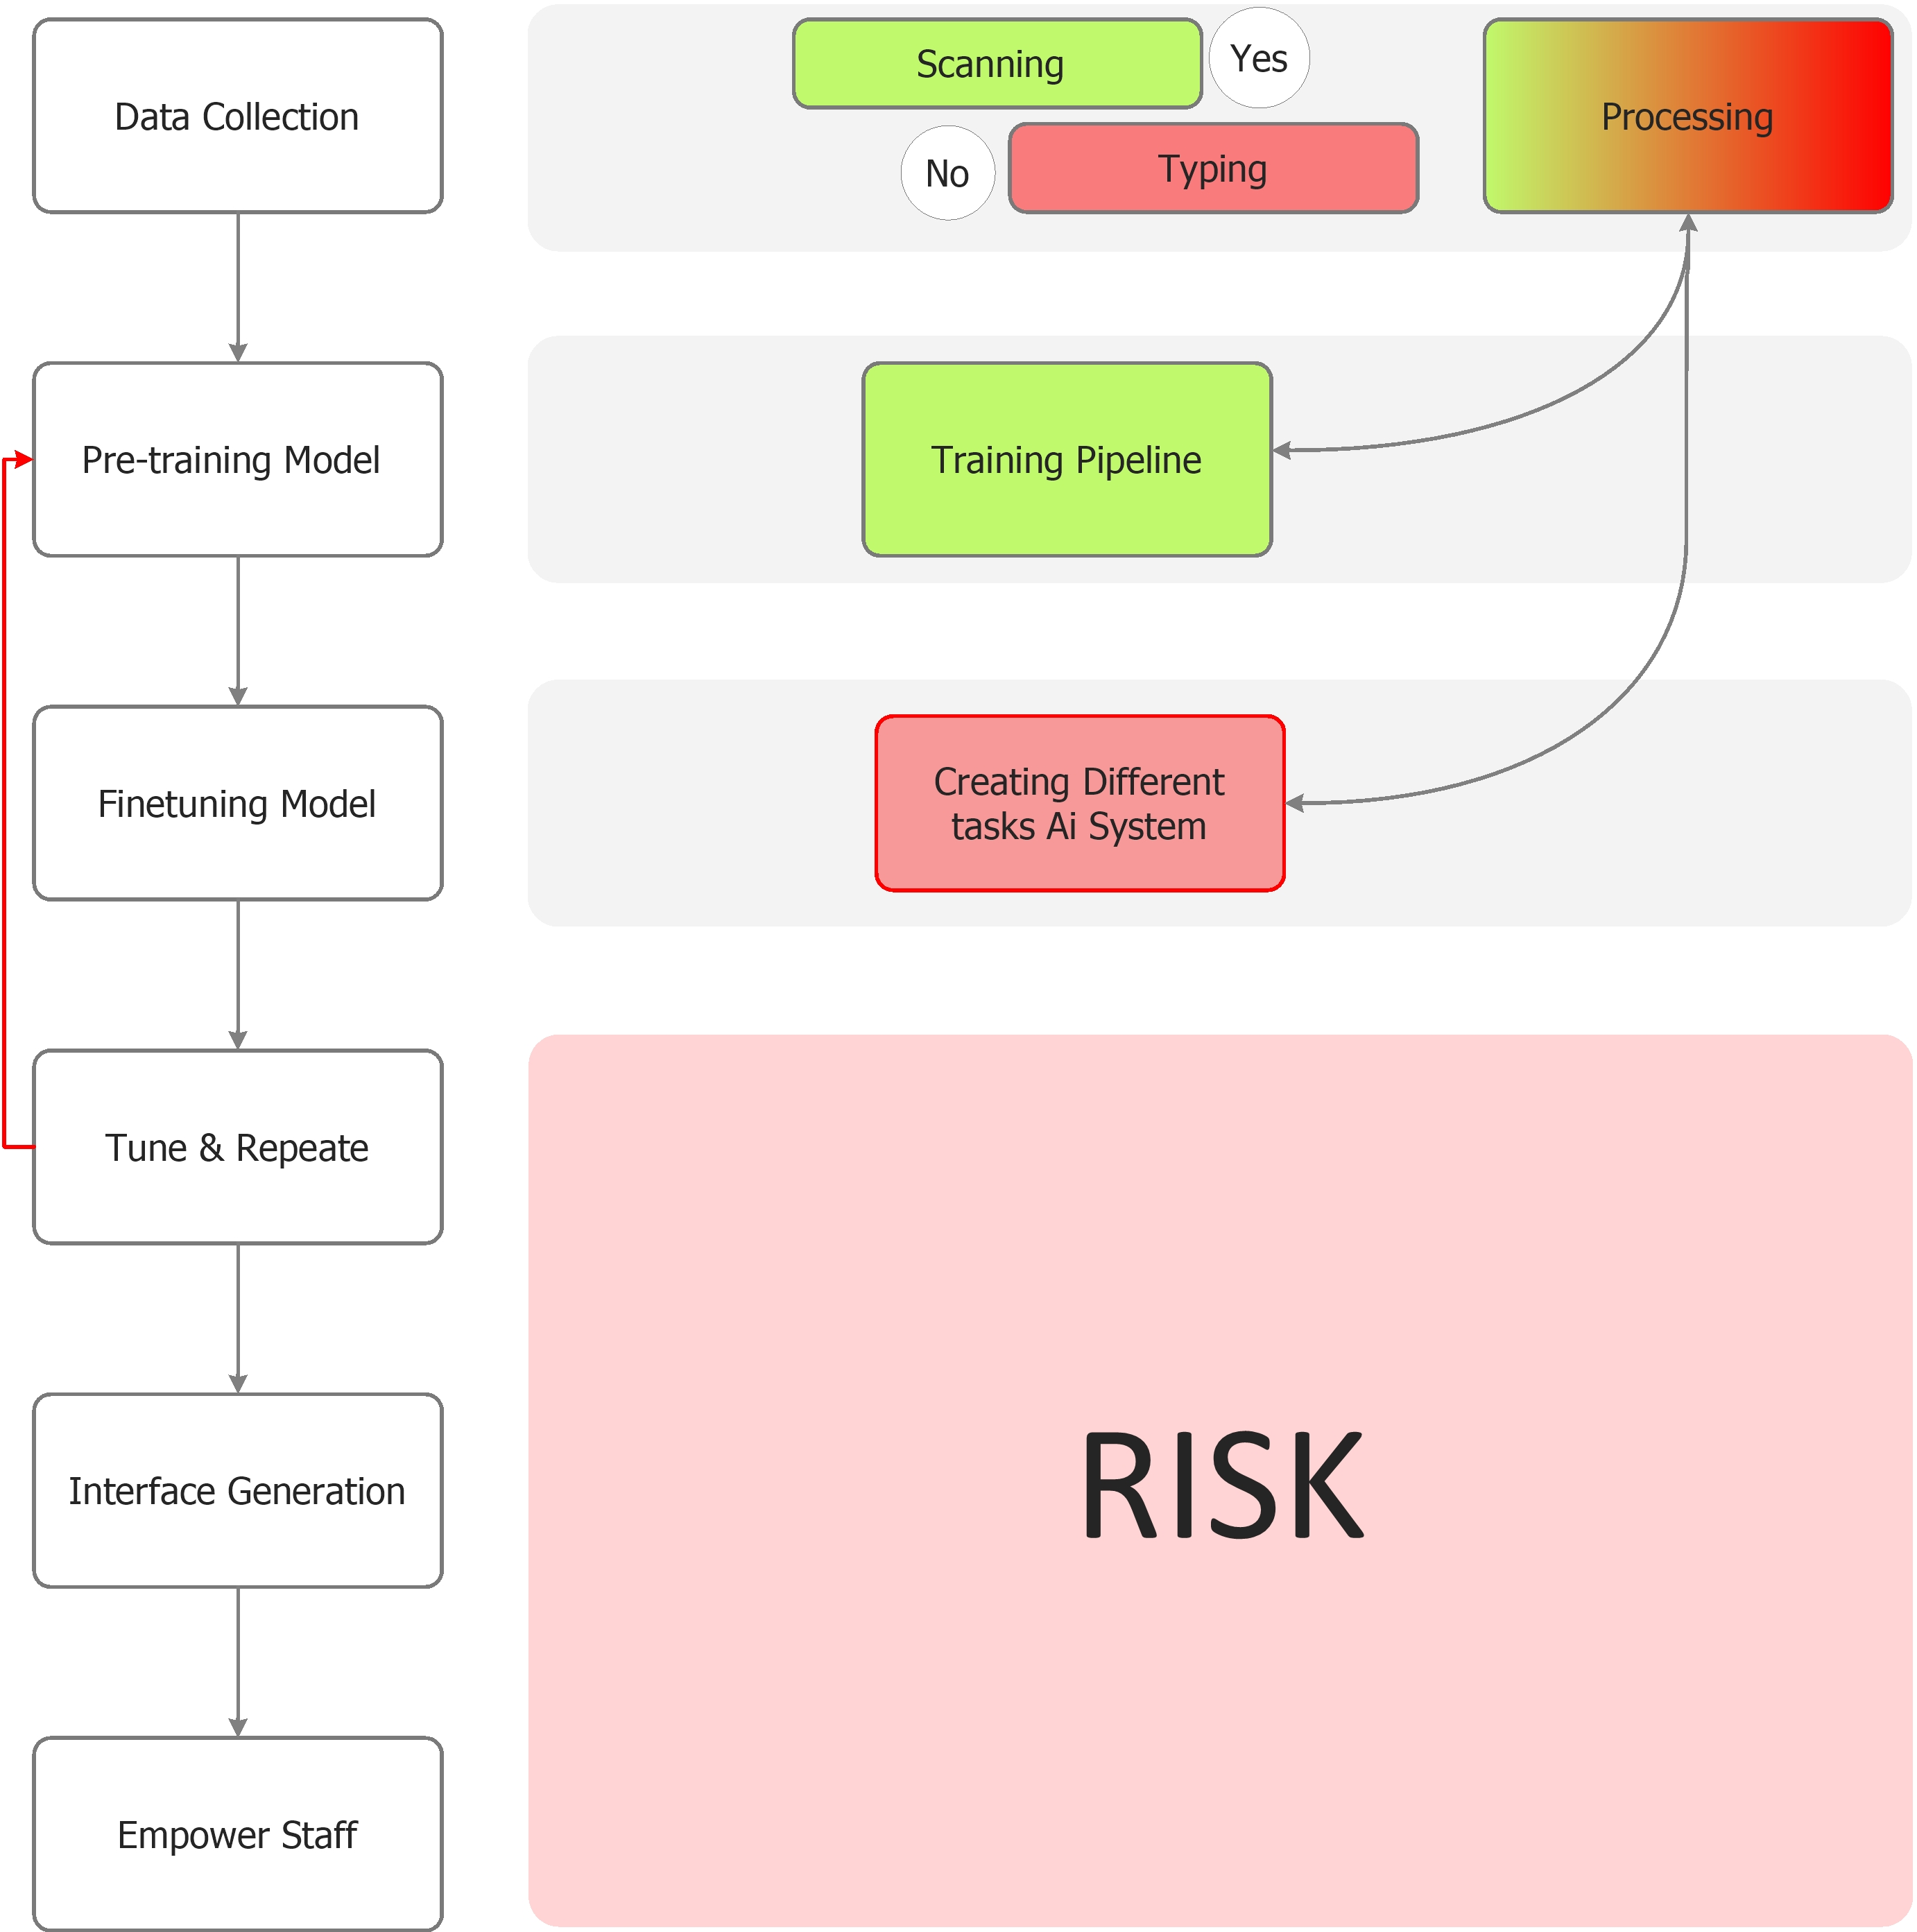 Data Collection
Scanning
Yes
Processing
No
Typing
Pre-training Model
Training Pipeline
Finetuning Model
Creating Different
tasks Ai System
Tune & Repeate
RISK
Interface Generation
Empower Staff